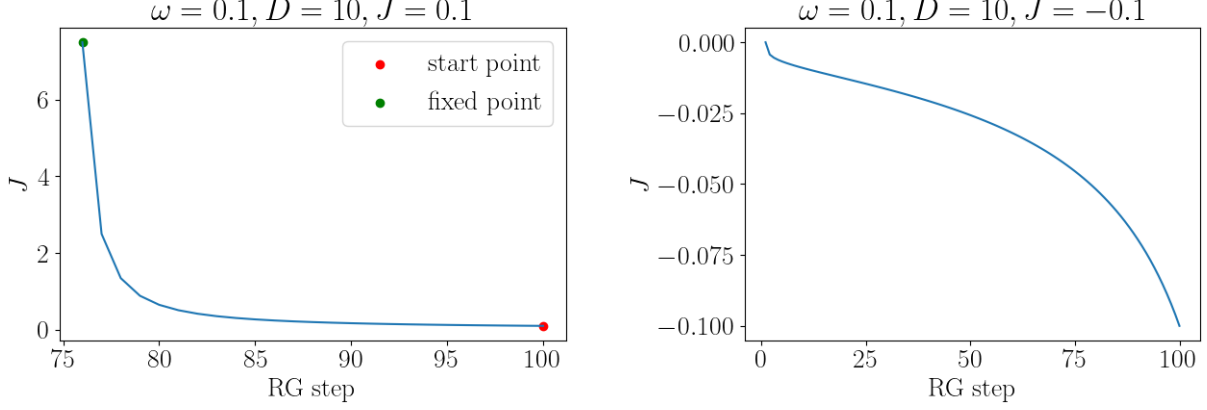 ω = 0.1, D = 10, J = 0.1
6
4
2
0
J
start point
fixed point
75 80 85 90 95 100
RG step
ω = 0.1, D = 10, J = −0.1
0.000
−0.025
−0.050
−0.075
−0.100
J
0 25 50 75 100
RG step